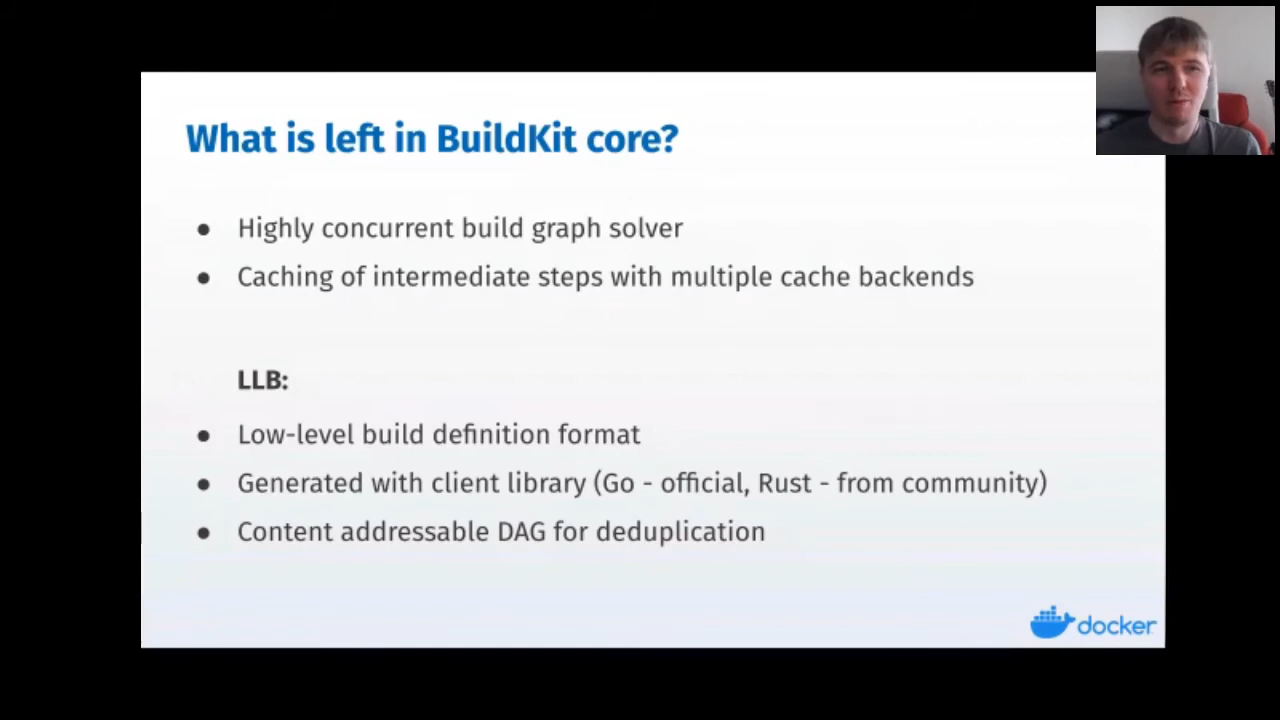 What is left in BuildKit core?
● Highly concurrent build graph solver
● Caching of intermediate steps with multiple cache backends
LLB:
● Low-level build definition format
● Generated with client library (Go - official, Rust - from community)
● Content addressable DAG for deduplication
docker